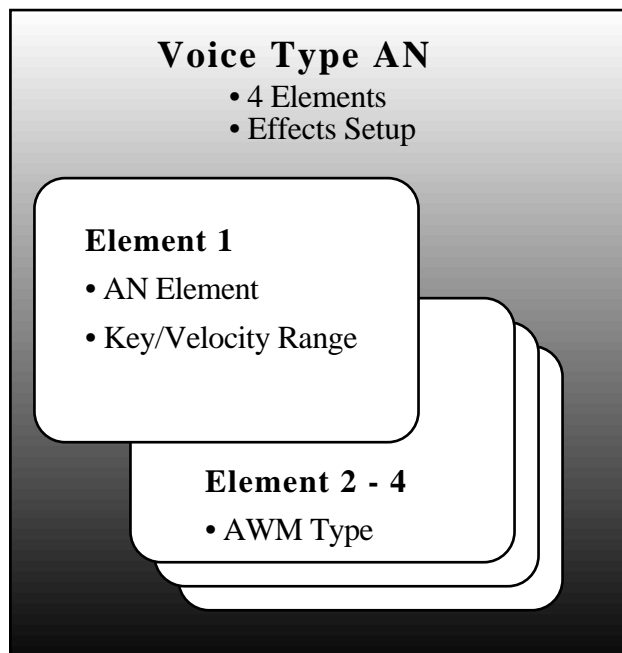 Voice Type AN
• 4 Elements
• Effects Setup
Element 1
• AN Element
• Key/Velocity Range
Element 2 - 4
• AWM Type